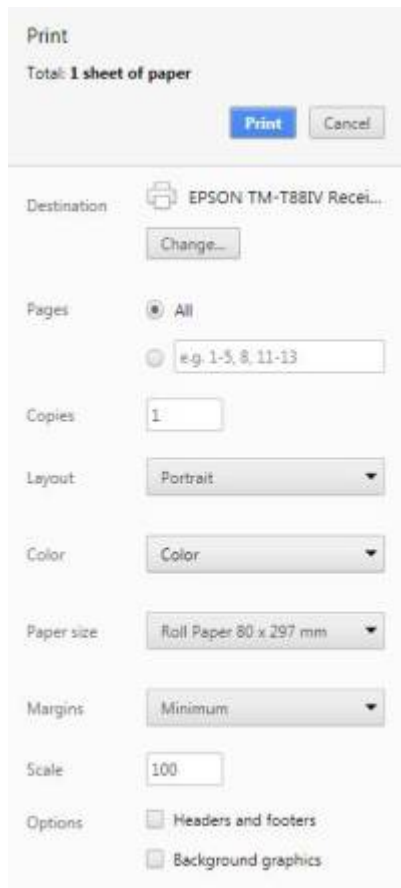 Print
Total: 1 sheet of paper
Print Cancel
Destination EPSON TM-T88IV Recei...
Change...
Pages All
e.g. 1-5, 8, 11-13
Copies 1
Layout Portrait
Color Color
Paper size Roll Paper 80 x 297 mm
Margins Minimum
Scale 100
Options Headers and footers
Background graphics